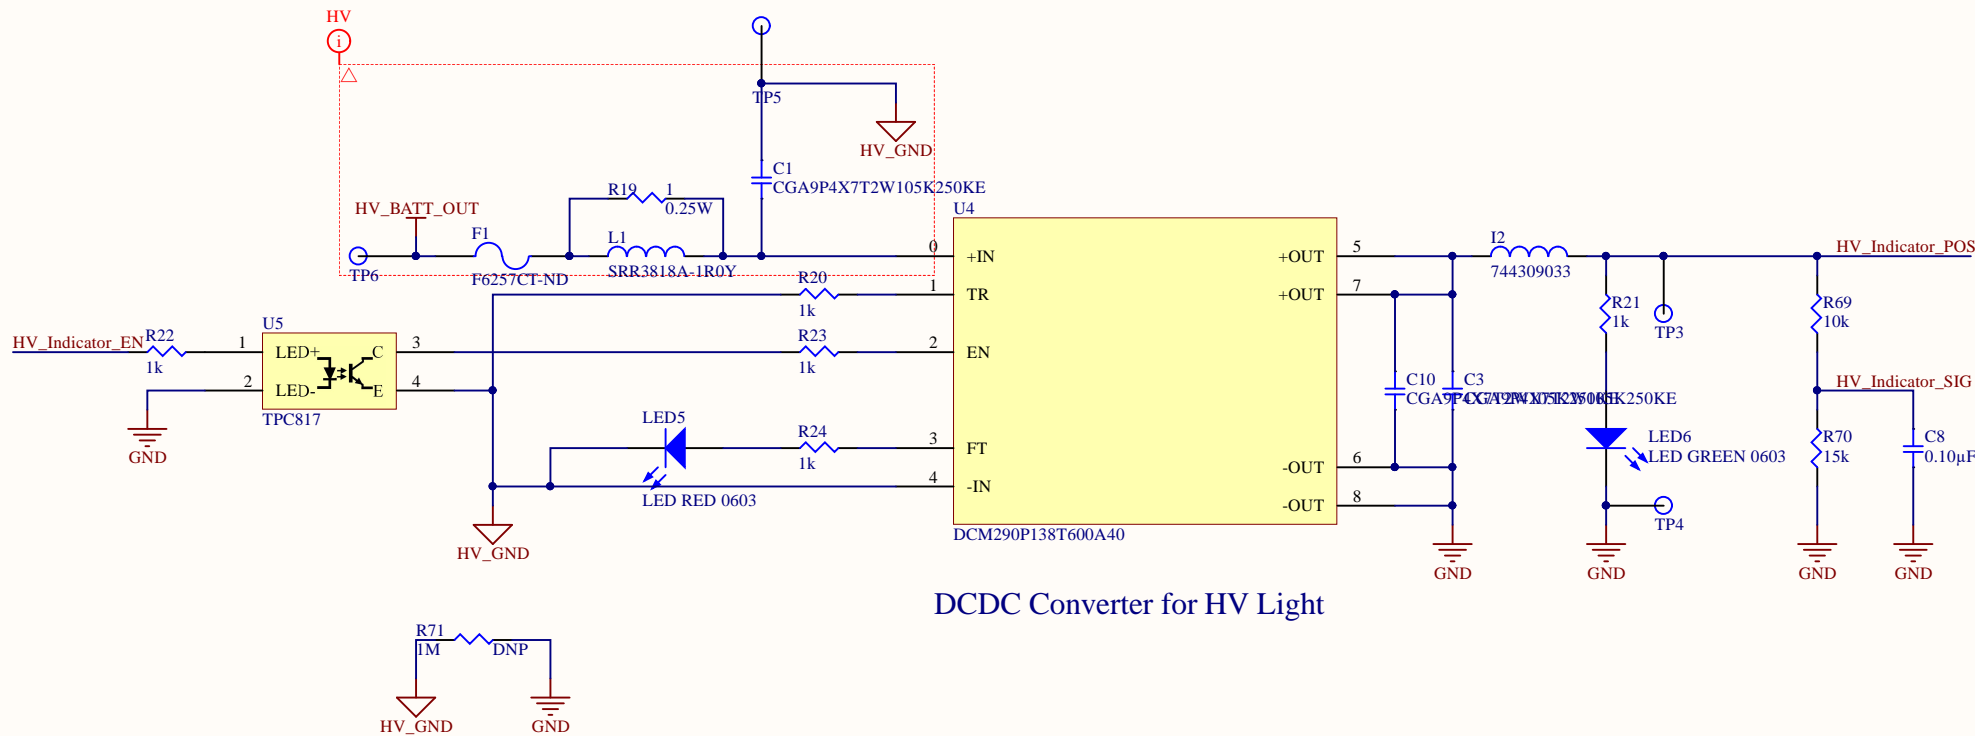 HV
i
TP5
HV_GND
C1
CGA9P4X7T2W105K250KE
R19
1
0.25W
HV_BATT_OUT
F1
F6257CT-ND
L1
SRR3818A-1R0Y
TP6
U4
0
+IN
1
TR
2
EN
3
FT
4
-IN
+OUT
5
+OUT
7
-OUT
6
-OUT
8
DCM290P138T600A40
R20
1k
R23
1k
R24
1k
HV_Indicator_EN
R22
1k
U5
1
LED+
2
LED-
C
3
E
4
TPC817
GND
LED5
LED RED 0603
HV_GND
I2
744309033
HV_Indicator_POS
R21
1k
TP3
R69
10k
C10
C3
HV_Indicator_SIG
LED6
LED GREEN 0603
R70
15k
C8
0.10µF
TP4
GND
GND
GND
GND
DCDC Converter for HV Light
R71
1M
DNP
HV_GND
GND